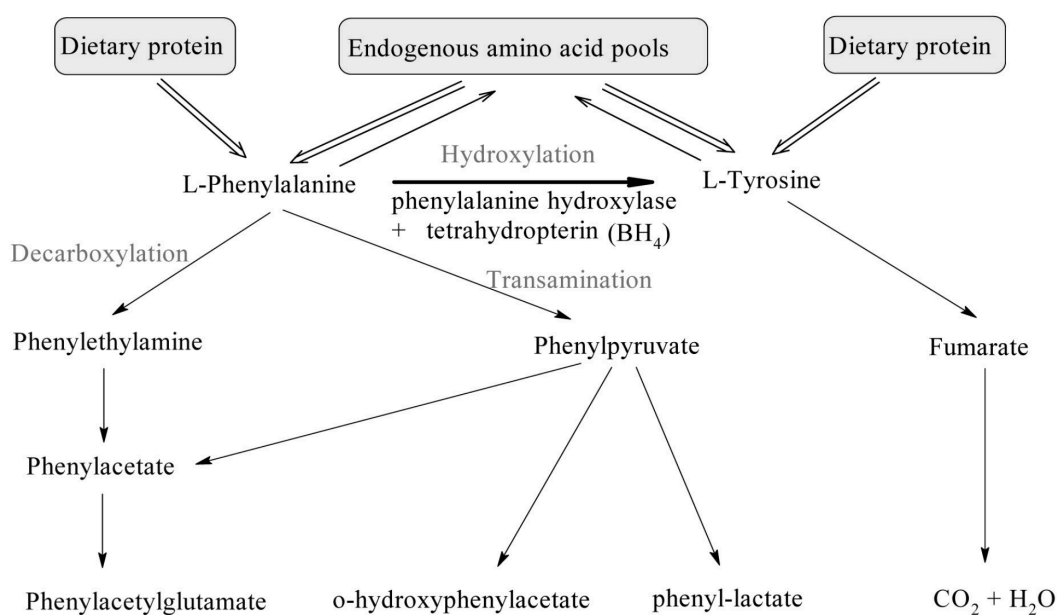 Dietary protein
Endogenous amino acid pools
Dietary protein
Hydroxylation
L-Phenylalanine
L-Tyrosine
phenylalanine hydroxylase
+ tetrahydropterin (BH₄)
Decarboxylation
Transamination
Phenylethylamine
Phenylpyruvate
Fumarate
Phenylacetate
Phenylacetylglutamate
o-hydroxyphenylacetate
phenyl-lactate
CO₂ + H₂O